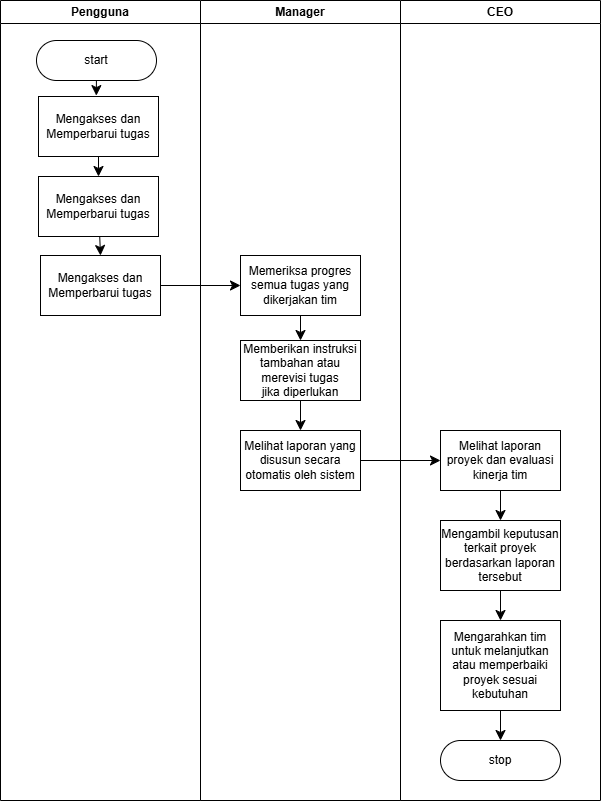 Pengguna
Manager
CEO
start
Mengakses dan
Memperbarui tugas
Mengakses dan
Memperbarui tugas
Mengakses dan
Memperbarui tugas
Memeriksa progres
semua tugas yang
dikerjakan tim
Memberikan instruksi
tambahan atau
merevisi tugas
jika diperlukan
Melihat laporan yang
disusun secara
otomatis oleh sistem
Melihat laporan
proyek dan evaluasi
kinerja tim
Mengambil keputusan
terkait proyek
berdasarkan laporan
tersebut
Mengarahkan tim
untuk melanjutkan
atau memperbaiki
proyek sesuai
kebutuhan
stop